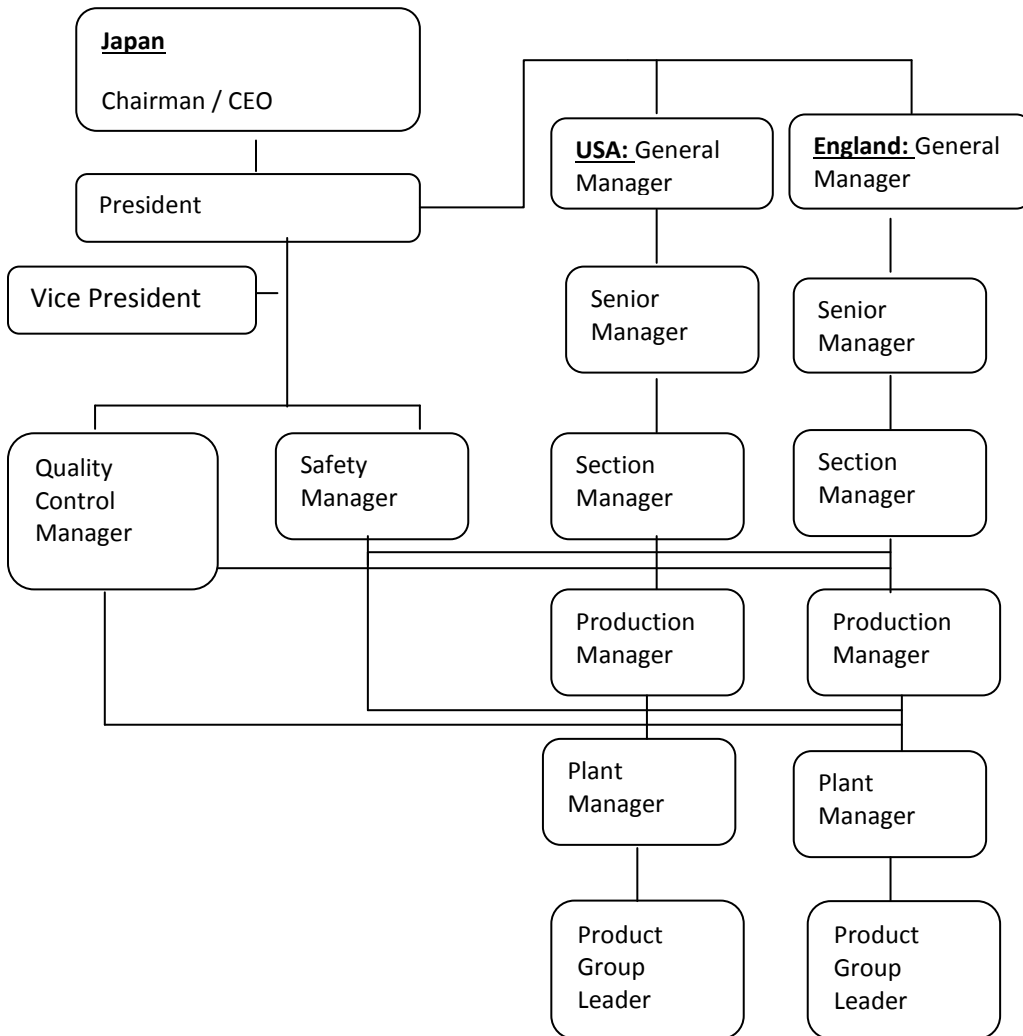 Japan
Chairman / CEO
President
Vice President
Quality
Control
Manager
Safety
Manager
USA: General
Manager
Senior
Manager
Section
Manager
Production
Manager
Plant
Manager
Product
Group
Leader
England: General
Manager
Senior
Manager
Section
Manager
Production
Manager
Plant
Manager
Product
Group
Leader